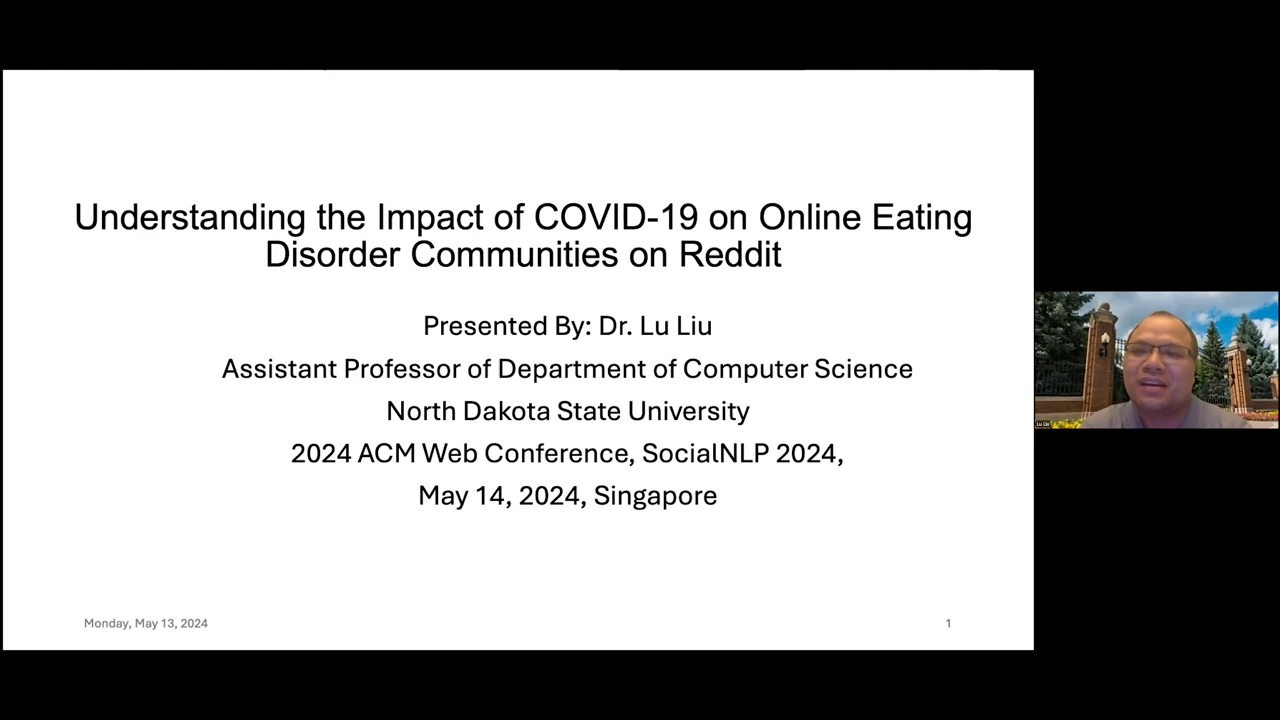 Understanding the Impact of COVID-19 on Online Eating
Disorder Communities on Reddit
Presented By: Dr. Lu Liu
Assistant Professor of Department of Computer Science
North Dakota State University
2024 ACM Web Conference, SocialNLP 2024,
May 14, 2024, Singapore
Monday, May 13, 2024
1
Lu Liu